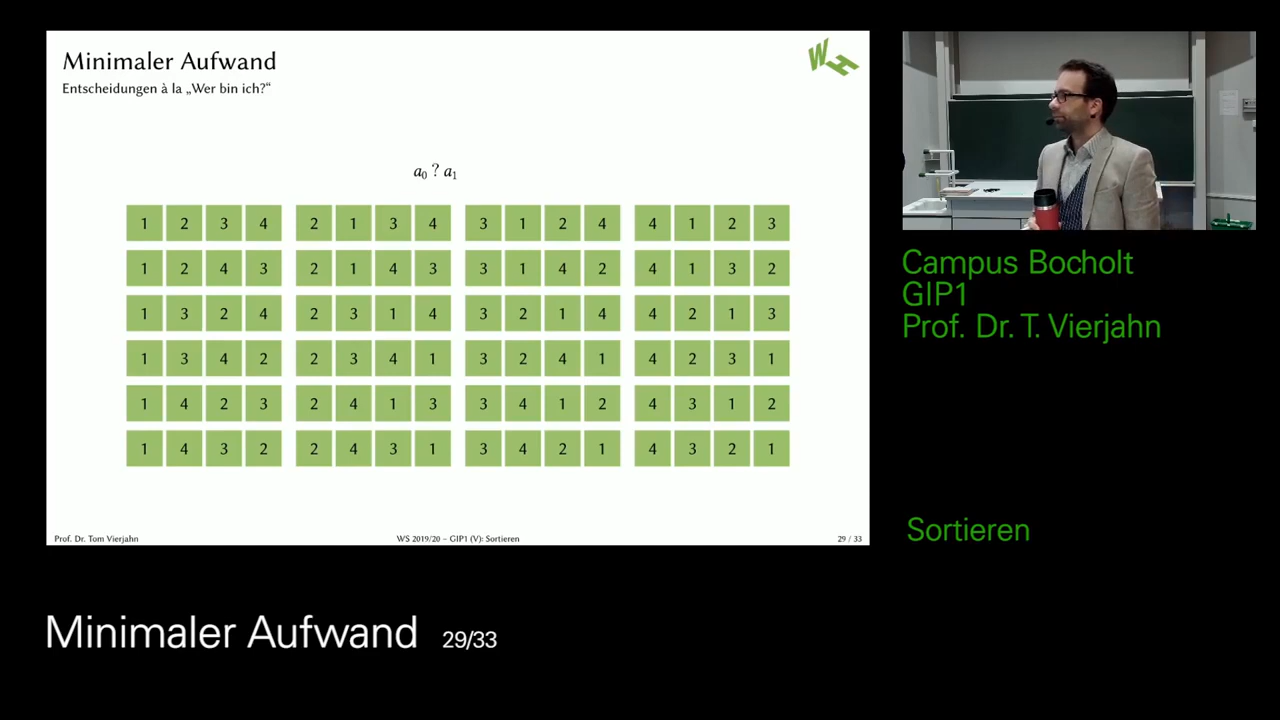 Minimaler Aufwand
Entscheidungen à la „Wer bin ich?“
WH
a0 ? a1
1 2 3 4 2 1 3 4 3 1 2 4 4 1 2 3
1 2 4 3 2 1 4 3 3 1 4 2 4 1 3 2
1 3 2 4 2 3 1 4 3 2 1 4 4 2 1 3
1 3 4 2 2 3 4 1 3 2 4 1 4 2 3 1
1 4 2 3 2 4 1 3 3 4 1 2 4 3 1 2
1 4 3 2 2 4 3 1 3 4 2 1 4 3 2 1
Prof. Dr. Tom Vierjahn WS 2019/20 – GIP1 (V): Sortieren 29 / 33
Campus Bocholt
GIP1
Prof. Dr. T. Vierjahn
Sortieren
Minimaler Aufwand 29/33